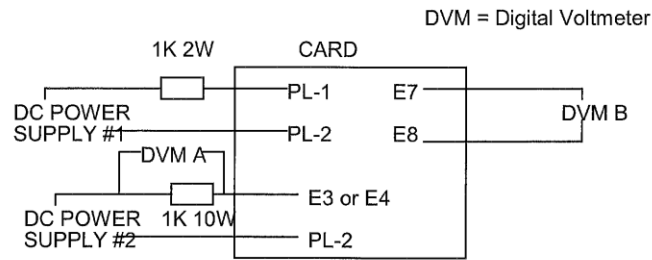 DVM = Digital Voltmeter
1K 2W CARD
PL-1 E7
DC POWER
SUPPLY #1
DVM B
PL-2 E8
DVM A
E3 or E4
1K 10W
DC POWER
SUPPLY #2
PL-2